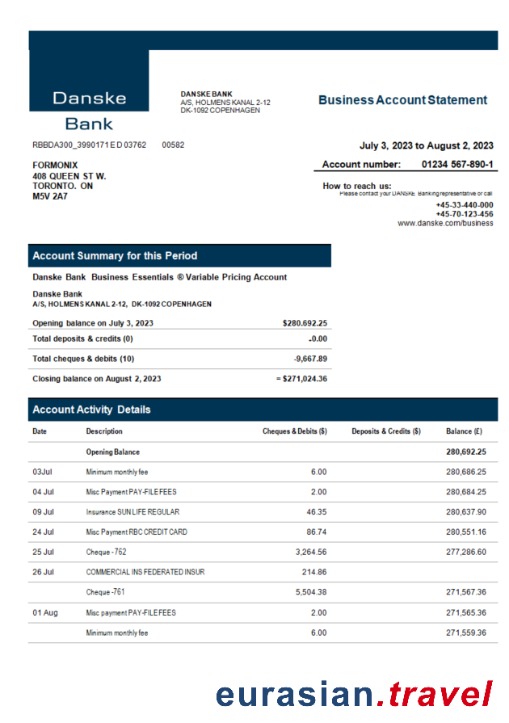 Danske
Bank
DANSKE BANK
A/S, HOLMENS KANAL 2-12
DK-1092 COPENHAGEN
Business Account Statement
RBBDA300_3990171 E D 03762 00582
July 3, 2023 to August 2, 2023
FORMONIX
408 QUEEN ST W.
TORONTO. ON
M5V 2A7
Account number: 01234 567-890-1
How to reach us:
Please contact your DANSKE. Banking representative or call
+45-33-440-000
+45-70-123-456
www.danske.com/business
Account Summary for this Period
Danske Bank Business Essentials ® Variable Pricing Account
Danske Bank
A/S, HOLMENS KANAL 2-12, DK-1092 COPENHAGEN
Opening balance on July 3, 2023 $280.692.25
Total deposits & credits (0) -0.00
Total cheques & debits (10) -9,667.89
Closing balance on August 2, 2023 = $271,024.36
Account Activity Details
Date Description Cheques & Debits ($) Deposits & Credits ($) Balance (£)
Opening Balance 280,692.25
03Jul Minimum monthly fee 6.00 280,686.25
04 Jul Misc Payment PAY-FILE FEES 2.00 280,684.25
09 Jul Insurance SUN LIFE REGULAR 46.35 280,637.90
24 Jul Misc Payment RBC CREDIT CARD 86.74 280,551.16
25 Jul Cheque -762 3,264.56 277,286.60
26 Jul COMMERCIAL INS FEDERATED INSUR 214.86
Cheque -761 5,504.38 271,567.36
01 Aug Misc payment PAY-FILE FEES 2.00 271,565.36
Minimum monthly fee 6.00 271,559.36
eurasian.travel